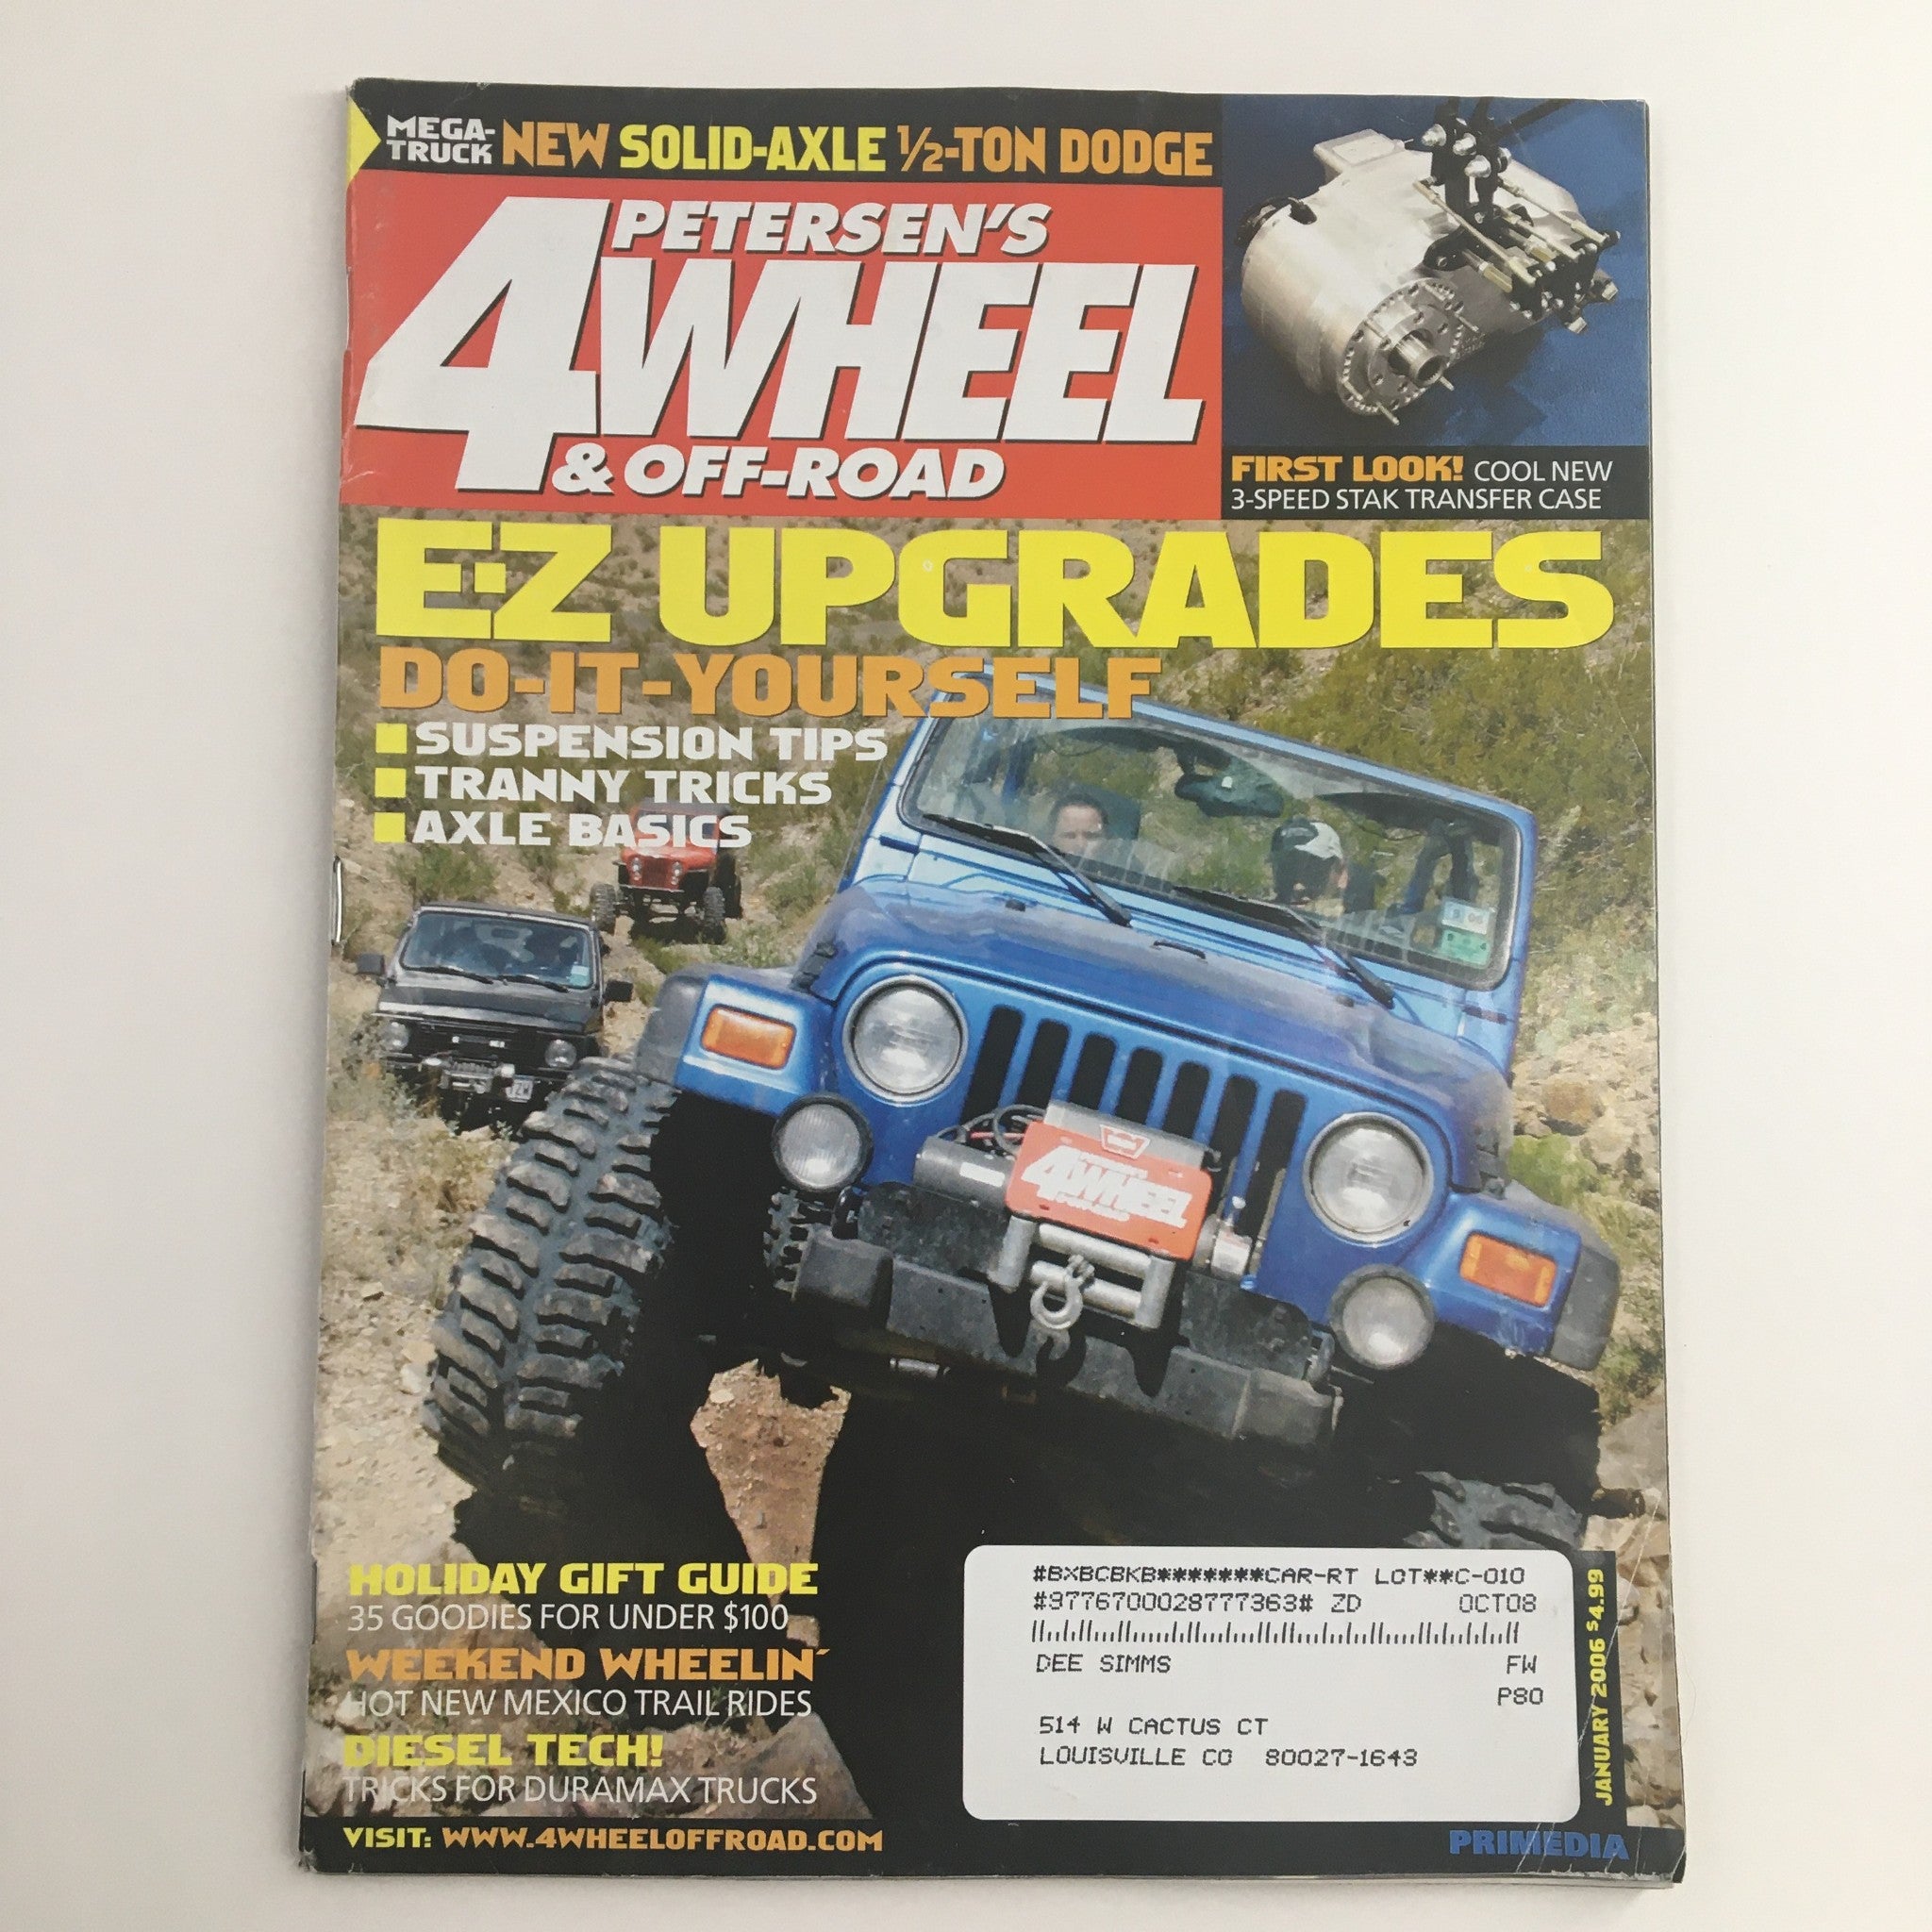 MEGA-
TRUCK NEW SOLID-AXLE ½-TON DODGE
PETERSEN'S
4WHEEL
& OFF-ROAD
FIRST LOOK! COOL NEW
3-SPEED STAK TRANSFER CASE
E-Z UPGRADES
DO-IT-YOURSELF
SUSPENSION TIPS
TRANNY TRICKS
AXLE BASICS
4WHEEL
HOLIDAY GIFT GUIDE
35 GOODIES FOR UNDER $100
WEEKEND WHEELIN'
HOT NEW MEXICO TRAIL RIDES
DIESEL TECH!
TRICKS FOR DURAMAX TRUCKS
VISIT: WWW.4WHEELOFFROAD.COM
#BXBCBKB*******CAR-RT LOT**C-010
#9776700028777363# ZD OCT08
DEE SIMMS FW
P80
514 W CACTUS CT
LOUISVILLE CO 80027-1643
JANUARY 2006 $4.99
PRIMEDIA